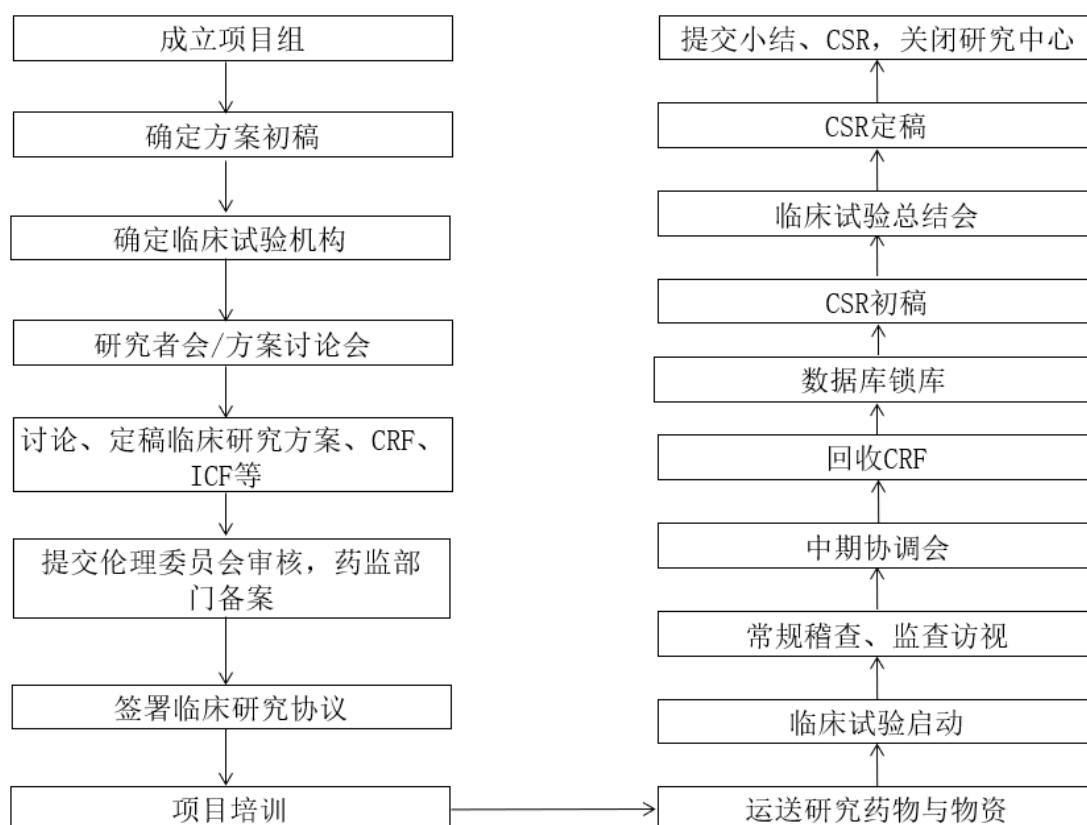 成立项目组
确定方案初稿
确定临床试验机构
研究者会/方案讨论会
讨论、定稿临床研究方案、CRF、
ICF等
提交伦理委员会审核，药监部
门备案
签署临床研究协议
项目培训
运送研究药物与物资
临床试验启动
常规稽查、监查访视
中期协调会
回收CRF
数据库锁库
CSR初稿
临床试验总结会
CSR定稿
提交小结、CSR，关闭研究中心